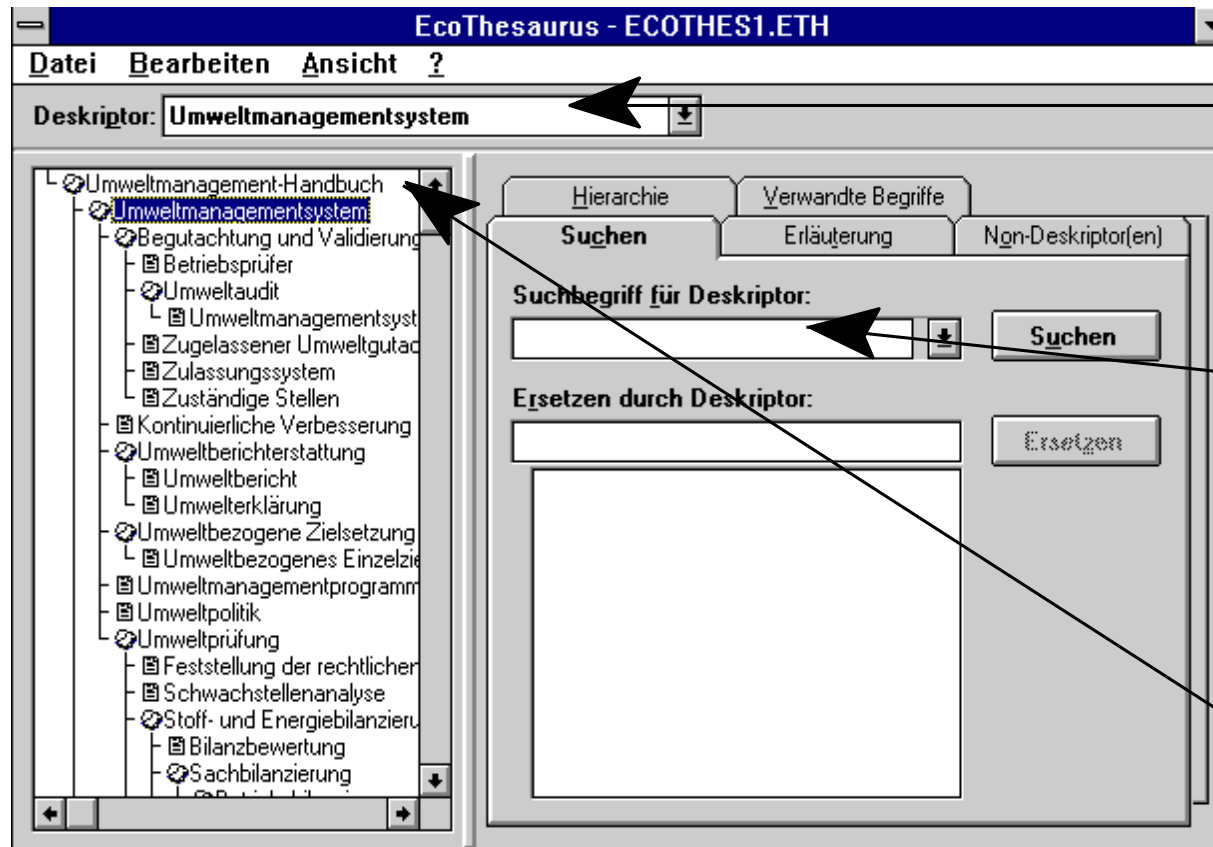 EcoThesaurus - ECOTHES1.ETH
Datei Bearbeiten Ansicht ?
Deskriptor: Umweltmanagementsystem
Umweltmanagement-Handbuch
Umweltmanagementsystem
Begutachtung und Validierung
Betriebsprüfer
Umweltaudit
Umweltmanagementsyst
Zugelassener Umweltgutac
Zulassungssystem
Zuständige Stellen
Kontinuierliche Verbesserung
Umweltberichterstattung
Umweltbericht
Umwelterklärung
Umweltbezogene Zielsetzung
Umweltbezogenes Einzelzie
Umweltmanagementprogramm
Umweltpolitik
Umweltprüfung
Feststellung der rechtlicher
Schwachstellenanalyse
Stoff- und Energiebilanzieru
Bilanzbewertung
Sachbilanzierung
Hierarchie Verwandte Begriffe
Suchen Erläuterung Non-Deskriptor(en)
Suchbegriff für Deskriptor:
Suchen
Ersetzen durch Deskriptor:
Ersetzen